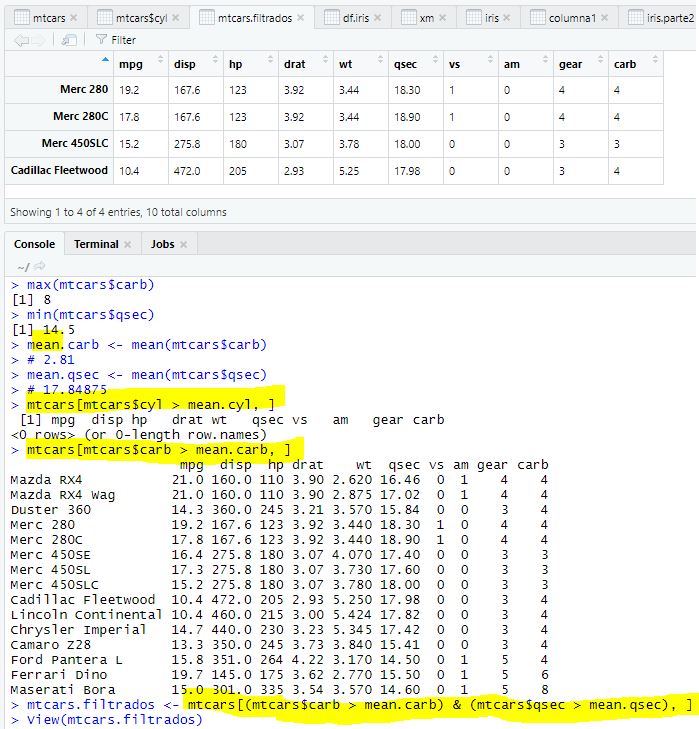 mtcars mtcars$cyl mtcars.filtrados df.iris xm iris columna1 iris.parte2
Filter
mpg disp hp drat wt qsec vs am gear carb
Merc 280 19.2 167.6 123 3.92 3.44 18.30 1 0 4 4
Merc 280C 17.8 167.6 123 3.92 3.44 18.90 1 0 4 4
Merc 450SLC 15.2 275.8 180 3.07 3.78 18.00 0 0 3 3
Cadillac Fleetwood 10.4 472.0 205 2.93 5.25 17.98 0 0 3 4
Showing 1 to 4 of 4 entries, 10 total columns
Console Terminal Jobs
~/
> max(mtcars$carb)
[1] 8
> min(mtcars$qsec)
[1] 14.5
> mean.carb <- mean(mtcars$carb)
> # 2.81
> mean.qsec <- mean(mtcars$qsec)
> # 17.84875
> mtcars[mtcars$cyl > mean.cyl, ]
[1] mpg disp hp drat wt qsec vs am gear carb
<0 rows> (or 0-length row.names)
> mtcars[mtcars$carb > mean.carb, ]
mpg disp hp drat wt qsec vs am gear carb
Mazda RX4 21.0 160.0 110 3.90 2.620 16.46 0 1 4 4
Mazda RX4 Wag 21.0 160.0 110 3.90 2.875 17.02 0 1 4 4
Duster 360 14.3 360.0 245 3.21 3.570 15.84 0 0 3 4
Merc 280 19.2 167.6 123 3.92 3.440 18.30 1 0 4 4
Merc 280C 17.8 167.6 123 3.92 3.440 18.90 1 0 4 4
Merc 450SE 16.4 275.8 180 3.07 4.070 17.40 0 0 3 3
Merc 450SL 17.3 275.8 180 3.07 3.730 17.60 0 0 3 3
Merc 450SLC 15.2 275.8 180 3.07 3.780 18.00 0 0 3 3
Cadillac Fleetwood 10.4 472.0 205 2.93 5.250 17.98 0 0 3 4
Lincoln Continental 10.4 460.0 215 3.00 5.424 17.82 0 0 3 4
Chrysler Imperial 14.7 440.0 230 3.23 5.345 17.42 0 0 3 4
Camaro Z28 13.3 350.0 245 3.73 3.840 15.41 0 0 3 4
Ford Pantera L 15.8 351.0 264 4.22 3.170 14.50 0 1 5 4
Ferrari Dino 19.7 145.0 175 3.62 2.770 15.50 0 1 5 6
Maserati Bora 15.0 301.0 335 3.54 3.570 14.60 0 1 5 8
> mtcars.filtrados <- mtcars[(mtcars$carb > mean.carb) & (mtcars$qsec > mean.qsec), ]
> View(mtcars.filtrados)